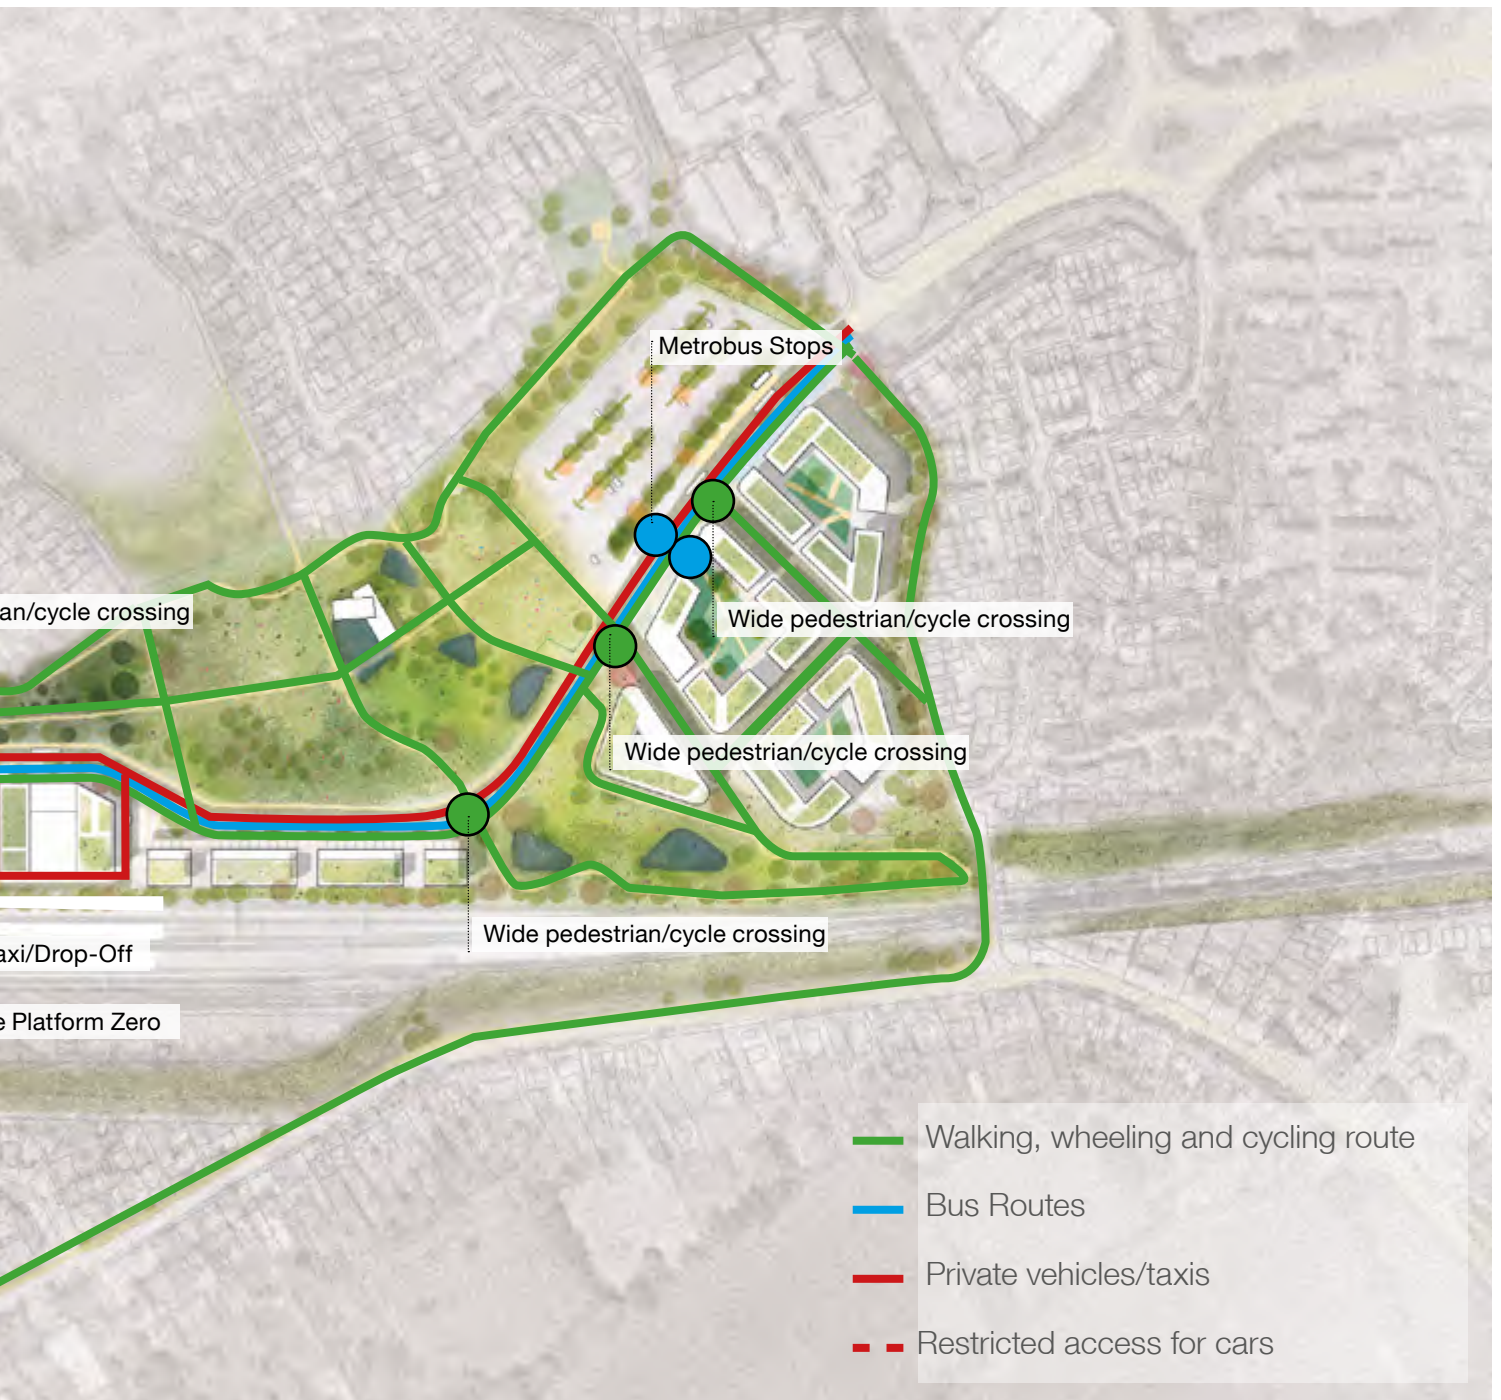 Metrobus Stops
an/cycle crossing
Wide pedestrian/cycle crossing
Wide pedestrian/cycle crossing
Wide pedestrian/cycle crossing
axi/Drop-Off
e Platform Zero
Walking, wheeling and cycling route
Bus Routes
Private vehicles/taxis
Restricted access for cars